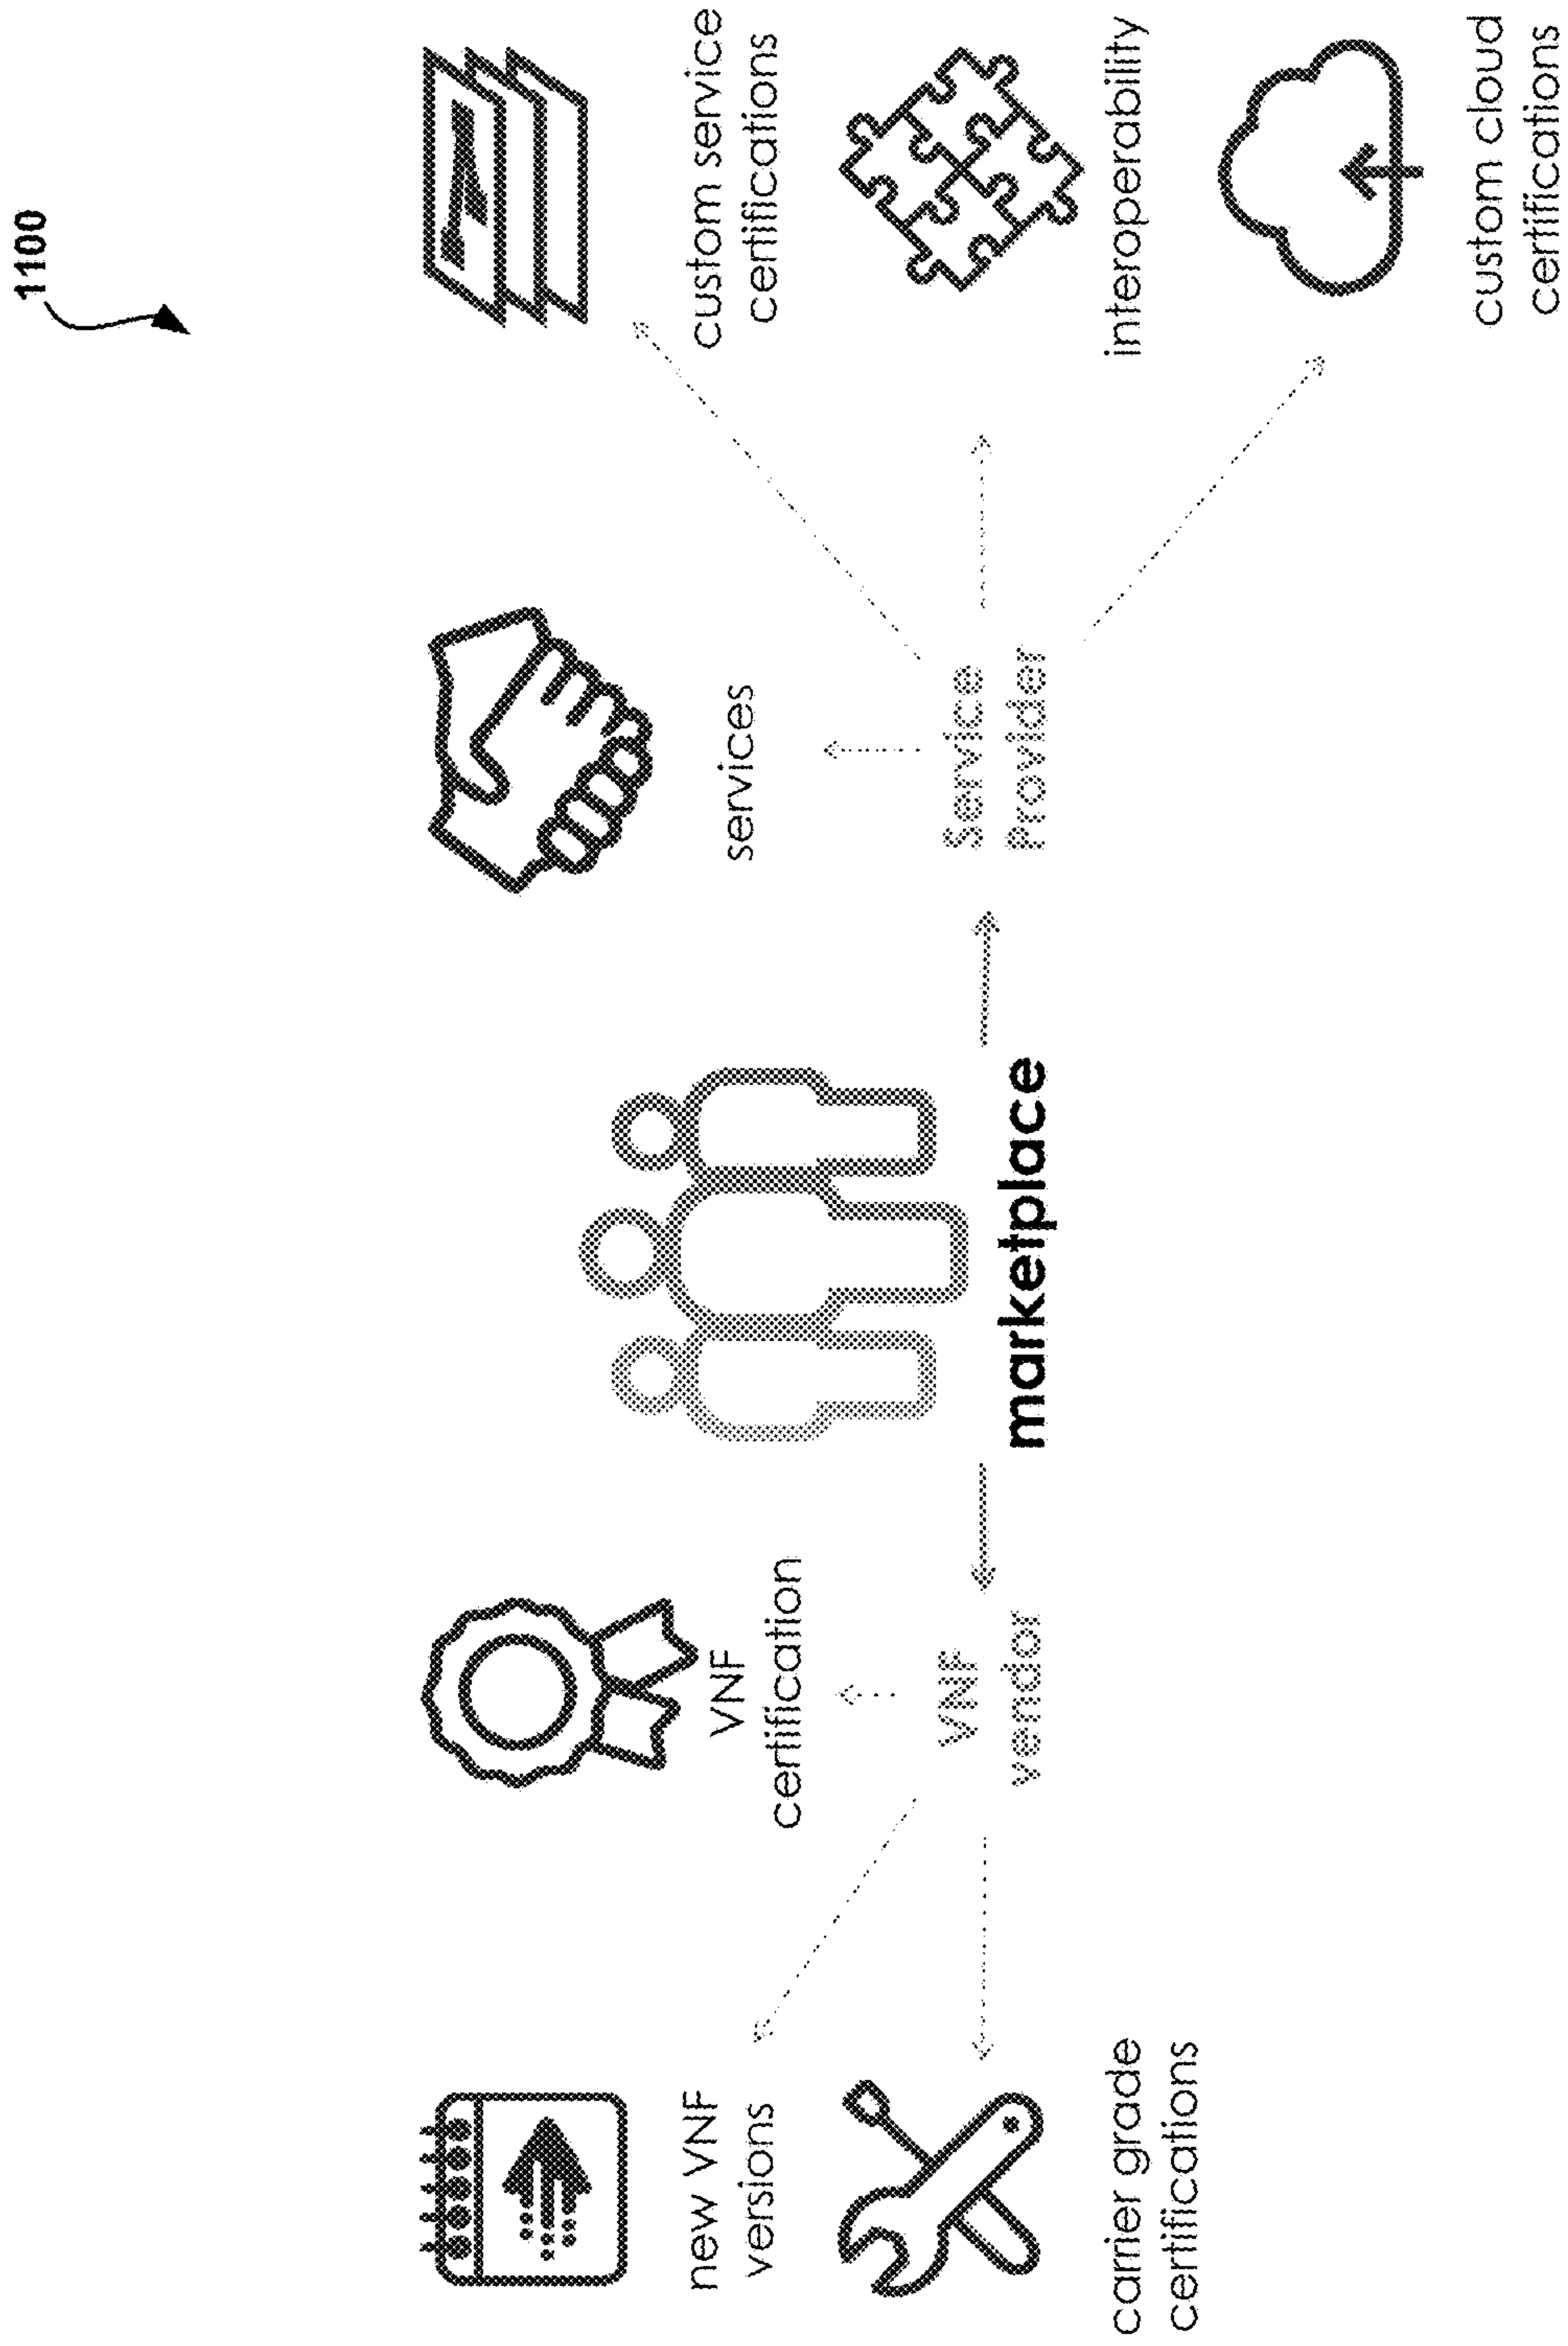 1100
new VNF
versions
VNF
certification
services
custom service
certifications
carrier grade
certifications
VNF
vendor
marketplace
Service
Provider
interoperability
custom cloud
certifications